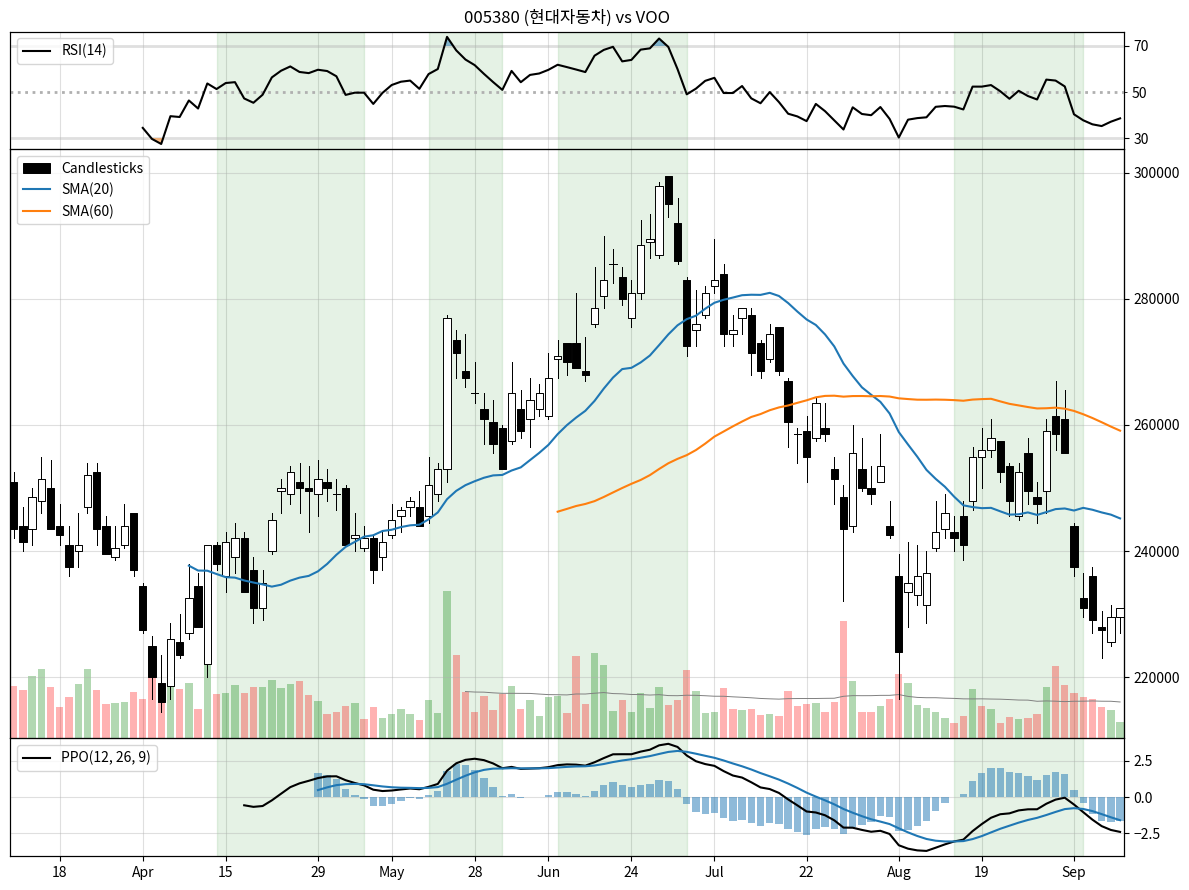 005380 (현대자동차) vs VOO
RSI(14)
70
50
30
Candlesticks
SMA(20)
SMA(60)
300000
280000
260000
240000
220000
PPO(12, 26, 9)
2.5
0.0
−2.5
18 Apr 15 29 May 28 Jun 24 Jul 22 Aug 19 Sep